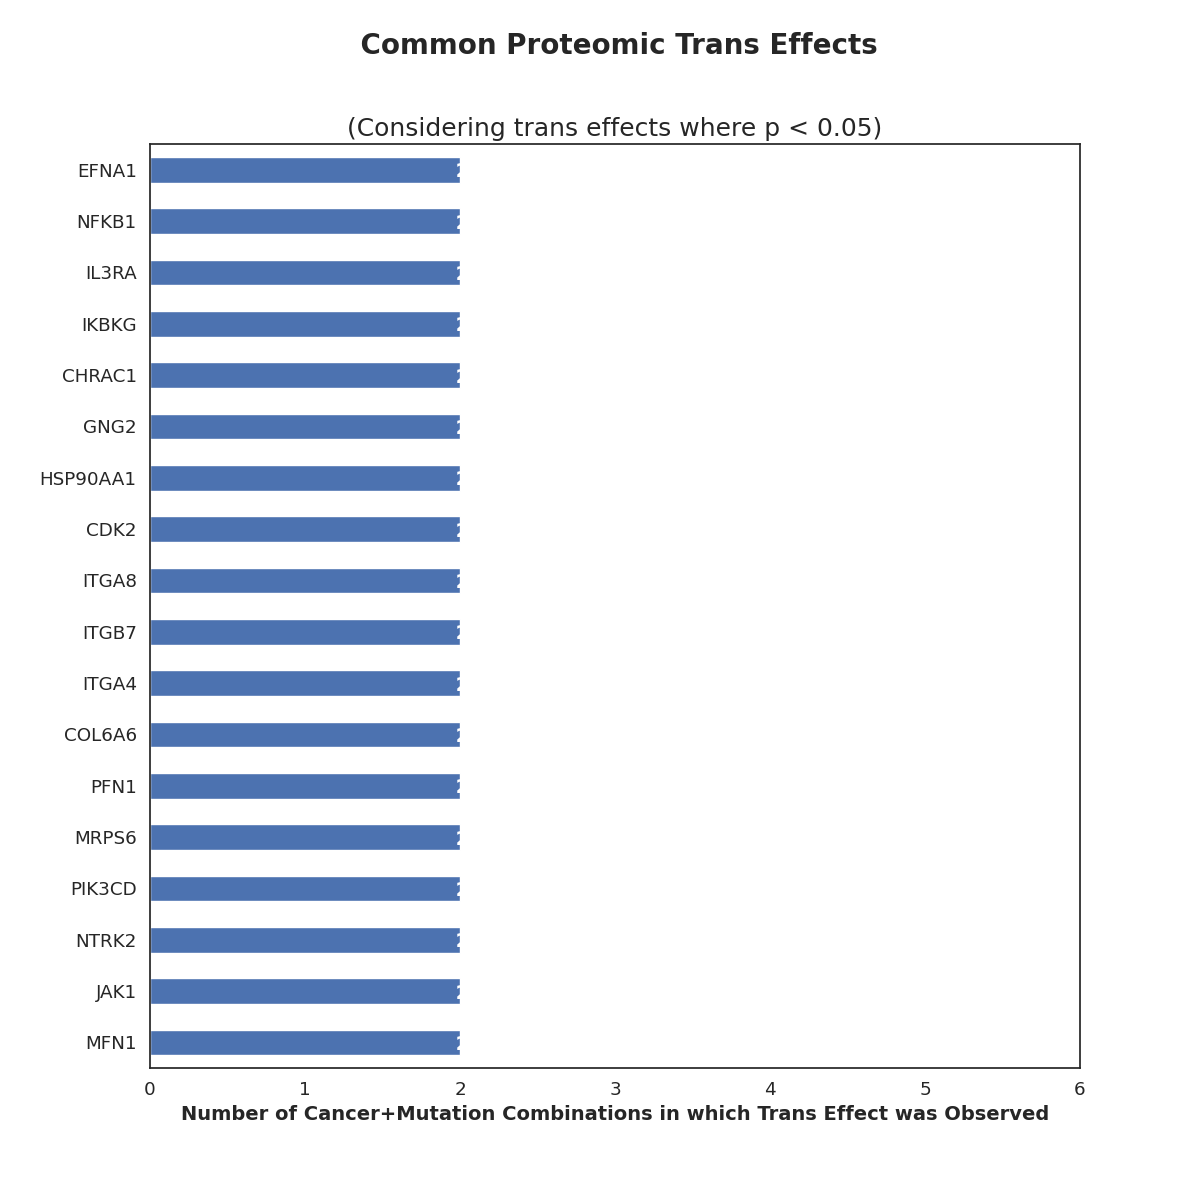 Common Proteomic Trans Effects
(Considering trans effects where p < 0.05)
EFNA1
NFKB1
IL3RA
IKBKG
CHRAC1
GNG2
HSP90AA1
CDK2
ITGA8
ITGB7
ITGA4
COL6A6
PFN1
MRPS6
PIK3CD
NTRK2
JAK1
MFN1
0 1 2 3 4 5 6
Number of Cancer+Mutation Combinations in which Trans Effect was Observed